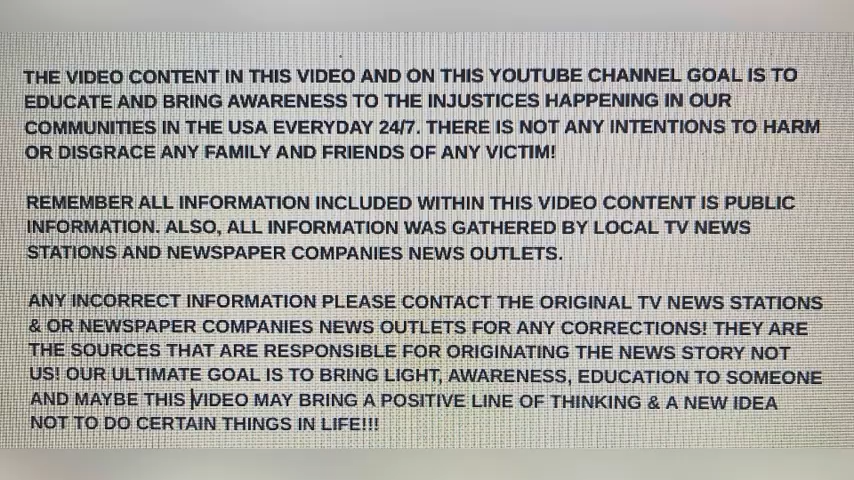 THE VIDEO CONTENT IN THIS VIDEO AND ON THIS YOUTUBE CHANNEL GOAL IS TO
EDUCATE AND BRING AWARENESS TO THE INJUSTICES HAPPENING IN OUR
COMMUNITIES IN THE USA EVERYDAY 24/7. THERE IS NOT ANY INTENTIONS TO HARM
OR DISGRACE ANY FAMILY AND FRIENDS OF ANY VICTIM!
REMEMBER ALL INFORMATION INCLUDED WITHIN THIS VIDEO CONTENT IS PUBLIC
INFORMATION. ALSO, ALL INFORMATION WAS GATHERED BY LOCAL TV NEWS
STATIONS AND NEWSPAPER COMPANIES NEWS OUTLETS.
ANY INCORRECT INFORMATION PLEASE CONTACT THE ORIGINAL TV NEWS STATIONS
& OR NEWSPAPER COMPANIES NEWS OUTLETS FOR ANY CORRECTIONS! THEY ARE
THE SOURCES THAT ARE RESPONSIBLE FOR ORIGINATING THE NEWS STORY NOT
US! OUR ULTIMATE GOAL IS TO BRING LIGHT, AWARENESS, EDUCATION TO SOMEONE
AND MAYBE THIS VIDEO MAY BRING A POSITIVE LINE OF THINKING & A NEW IDEA
NOT TO DO CERTAIN THINGS IN LIFE!!!